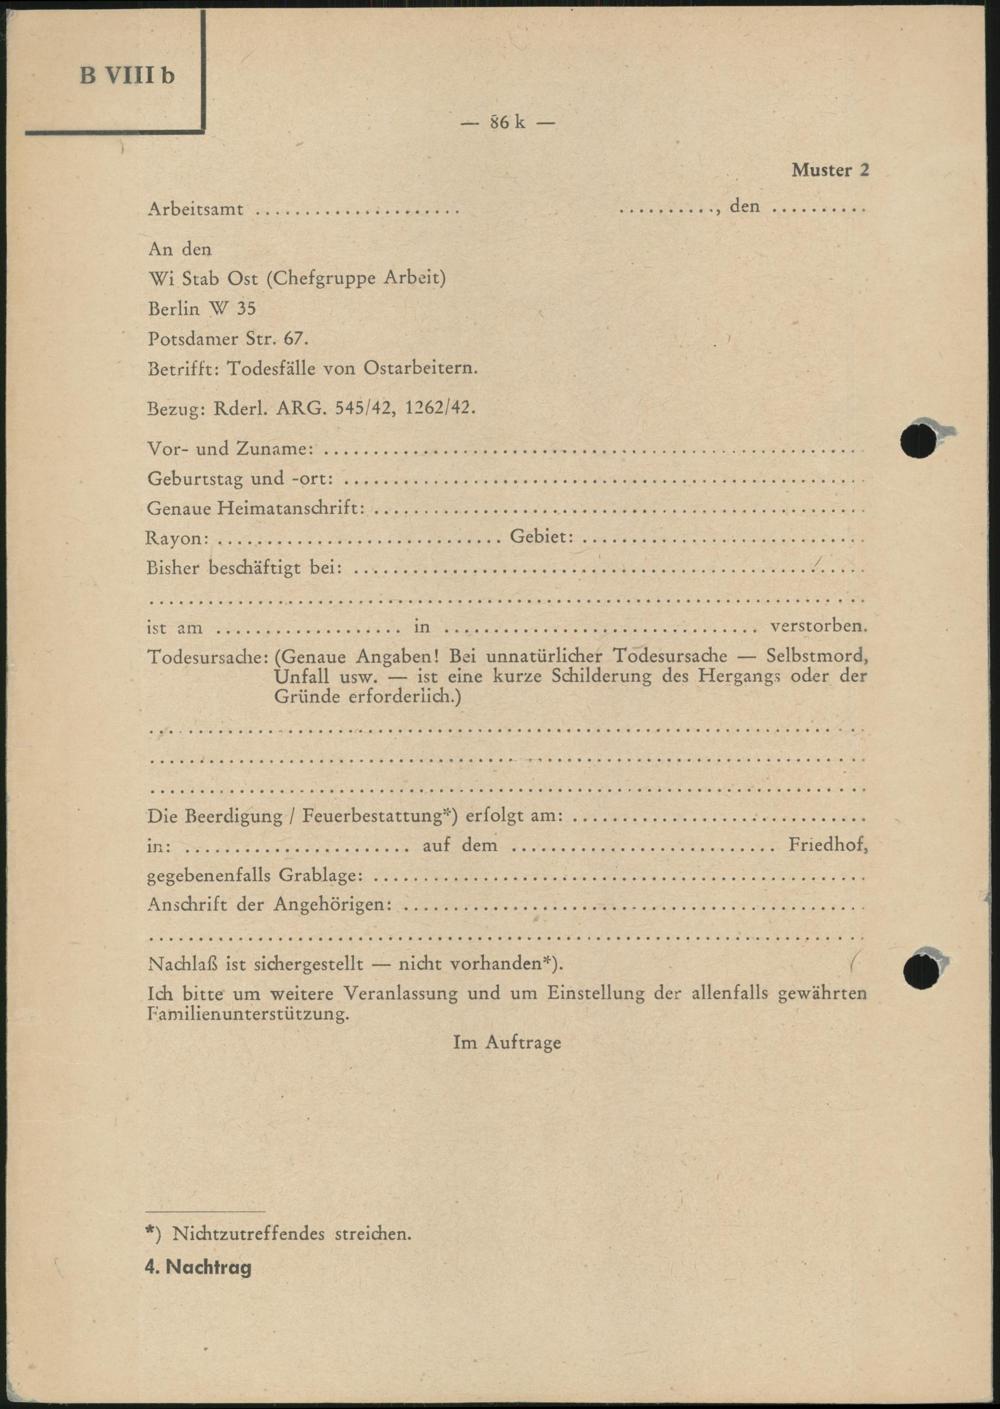 B VIII b
— 86 k —
Muster 2
Arbeitsamt ..................... .........., den ..........
An den
Wi Stab Ost (Chefgruppe Arbeit)
Berlin W 35
Potsdamer Str. 67.
Betrifft: Todesfälle von Ostarbeitern.
Bezug: Rderl. ARG. 545/42, 1262/42.
Vor- und Zuname: ......................................................
Geburtstag und -ort: ....................................................
Genaue Heimatanschrift: .................................................
Rayon: ............................. Gebiet: .............................
Bisher beschäftigt bei: ...................................................
........................................................................
ist am ................... in ................................ verstorben.
Todesursache: (Genaue Angaben! Bei unnatürlicher Todesursache — Selbstmord,
Unfall usw. — ist eine kurze Schilderung des Hergangs oder der
Gründe erforderlich.)
........................................................................
........................................................................
........................................................................
Die Beerdigung / Feuerbestattung*) erfolgt am: ..............................
in: ....................... auf dem ........................... Friedhof,
gegebenenfalls Grablage: .................................................
Anschrift der Angehörigen: ..............................................
........................................................................
Nachlaß ist sichergestellt — nicht vorhanden*).
Ich bitte um weitere Veranlassung und um Einstellung der allenfalls gewährten
Familienunterstützung.
Im Auftrage
*) Nichtzutreffendes streichen.
4. Nachtrag